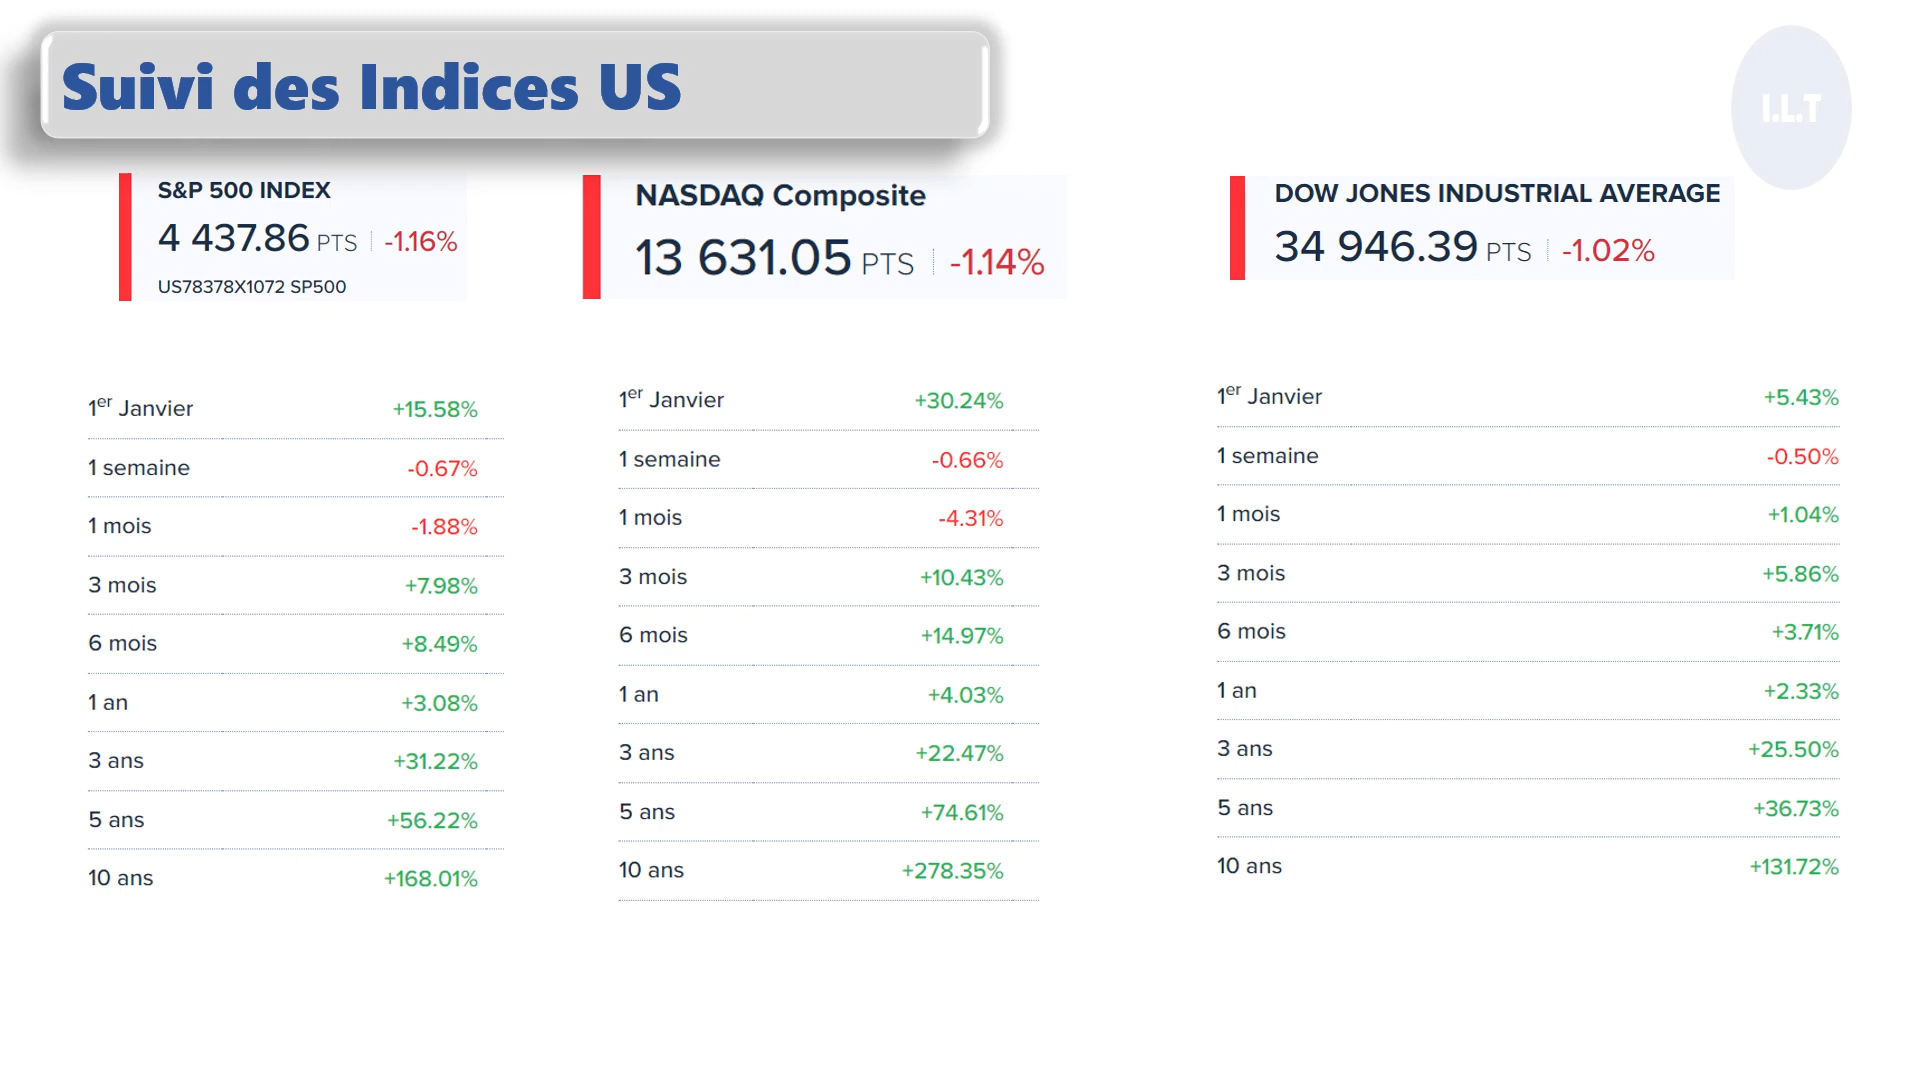 Suivi des Indices US
I.L.T
S&P 500 INDEX
4 437.86 PTS -1.16%
US78378X1072 SP500
1er Janvier +15.58%
1 semaine -0.67%
1 mois -1.88%
3 mois +7.98%
6 mois +8.49%
1 an +3.08%
3 ans +31.22%
5 ans +56.22%
10 ans +168.01%
NASDAQ Composite
13 631.05 PTS -1.14%
1er Janvier +30.24%
1 semaine -0.66%
1 mois -4.31%
3 mois +10.43%
6 mois +14.97%
1 an +4.03%
3 ans +22.47%
5 ans +74.61%
10 ans +278.35%
DOW JONES INDUSTRIAL AVERAGE
34 946.39 PTS -1.02%
1er Janvier +5.43%
1 semaine -0.50%
1 mois +1.04%
3 mois +5.86%
6 mois +3.71%
1 an +2.33%
3 ans +25.50%
5 ans +36.73%
10 ans +131.72%